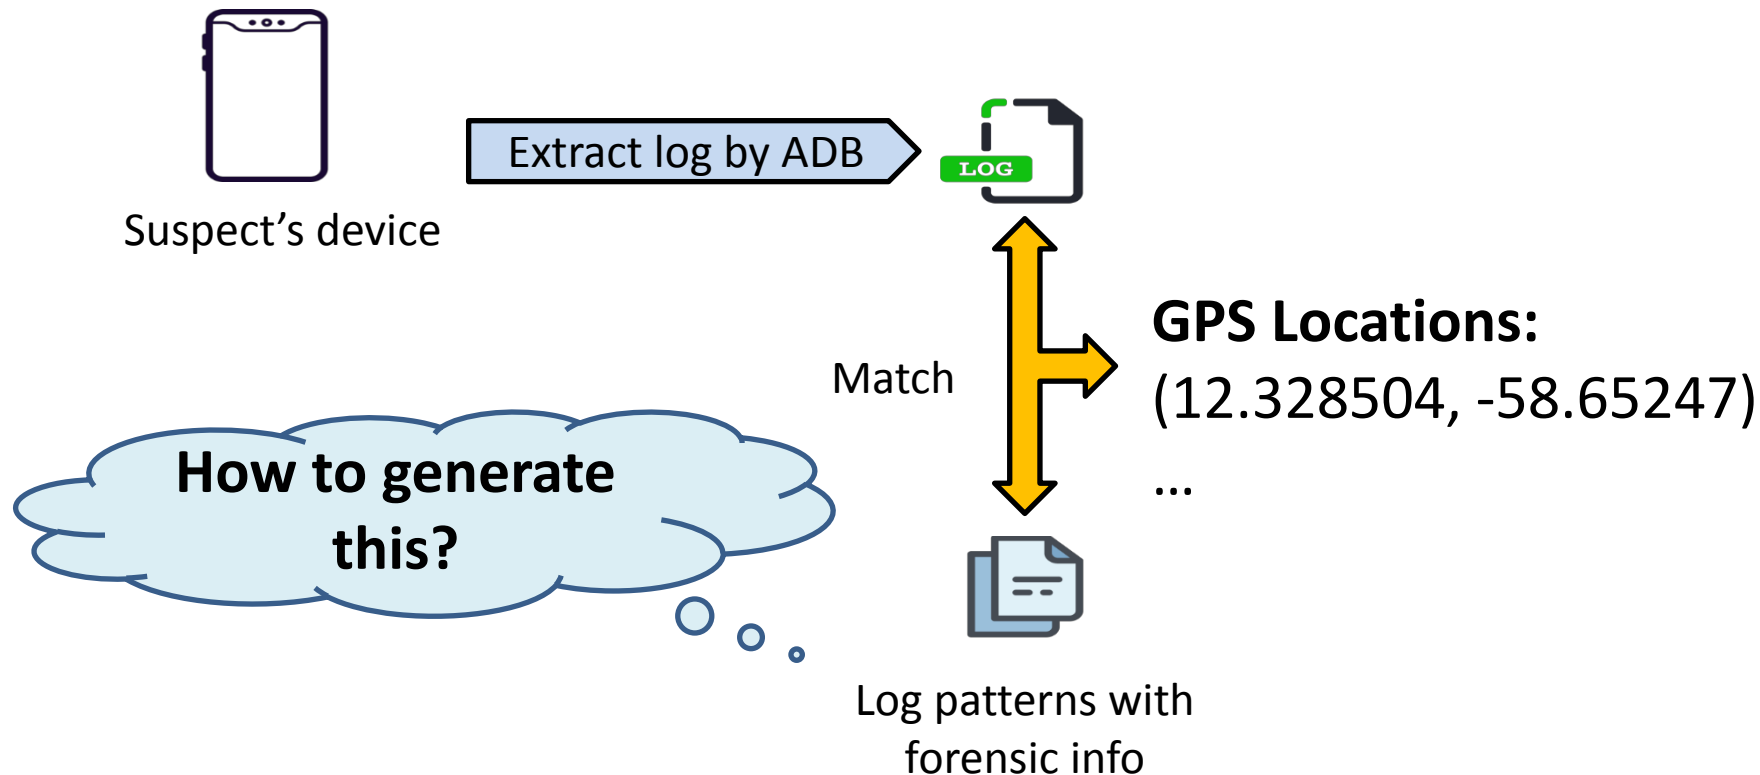 Extract log by ADB
LOG
Suspect’s device
GPS Locations:
(12.328504, -58.65247)
...
Match
How to generate
this?
Log patterns with
forensic info